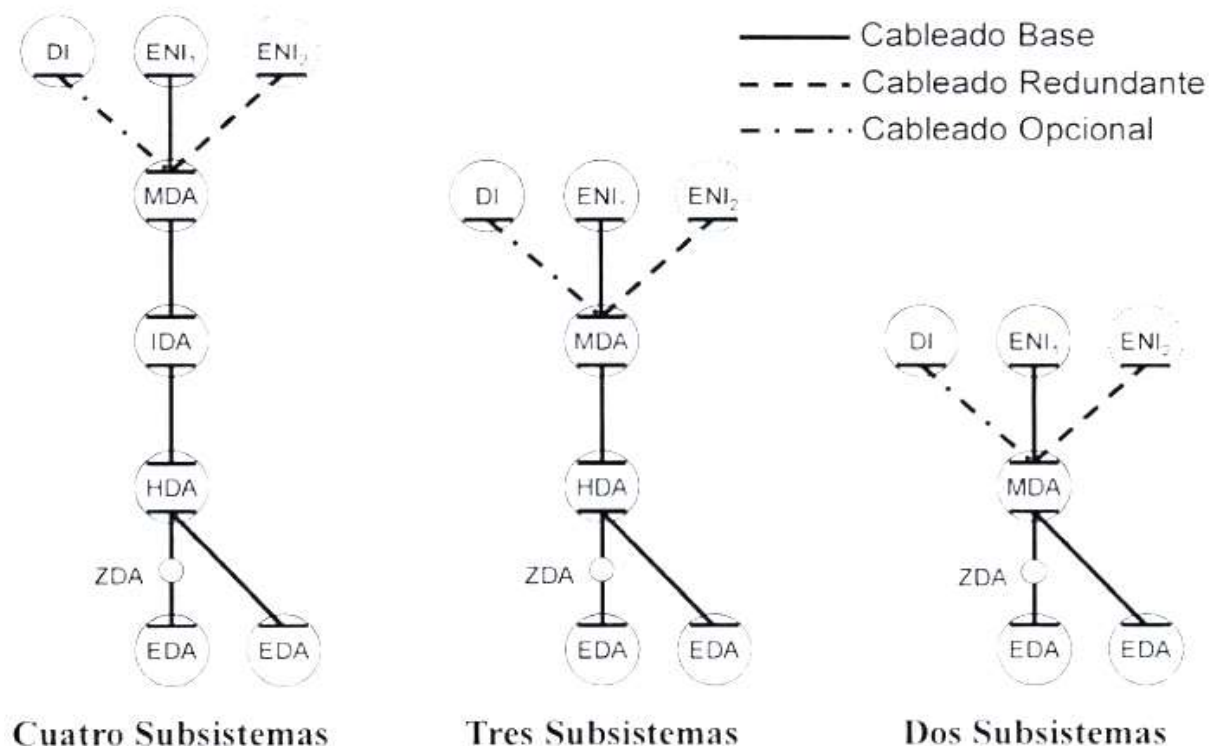 DI ENI₁ ENI₂
Cableado Base
Cableado Redundante
Cableado Opcional
MDA
IDA
HDA
ZDA
EDA EDA
Cuatro Subsistemas
DI ENI₁ ENI₂
MDA
HDA
ZDA
EDA EDA
Tres Subsistemas
DI ENI₁ ENI₂
MDA
ZDA
EDA EDA
Dos Subsistemas